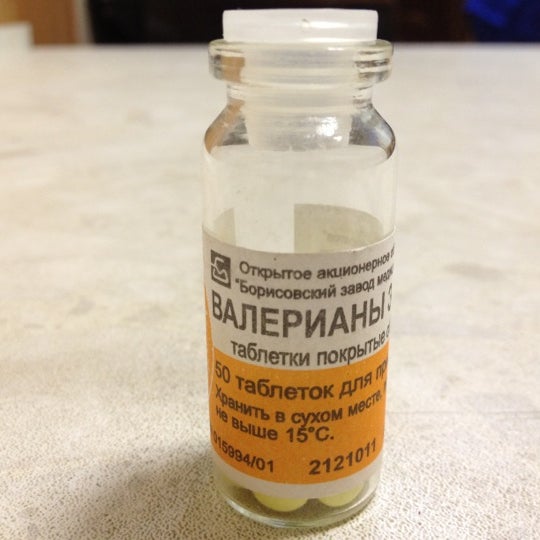 Открытое акционерное
"Борисовский завод
ВАЛЕРИАНЫ
таблетки покрытые
50 таблеток для
Хранить в сухом месте.
не выше 15°С.
015994/01 2121011